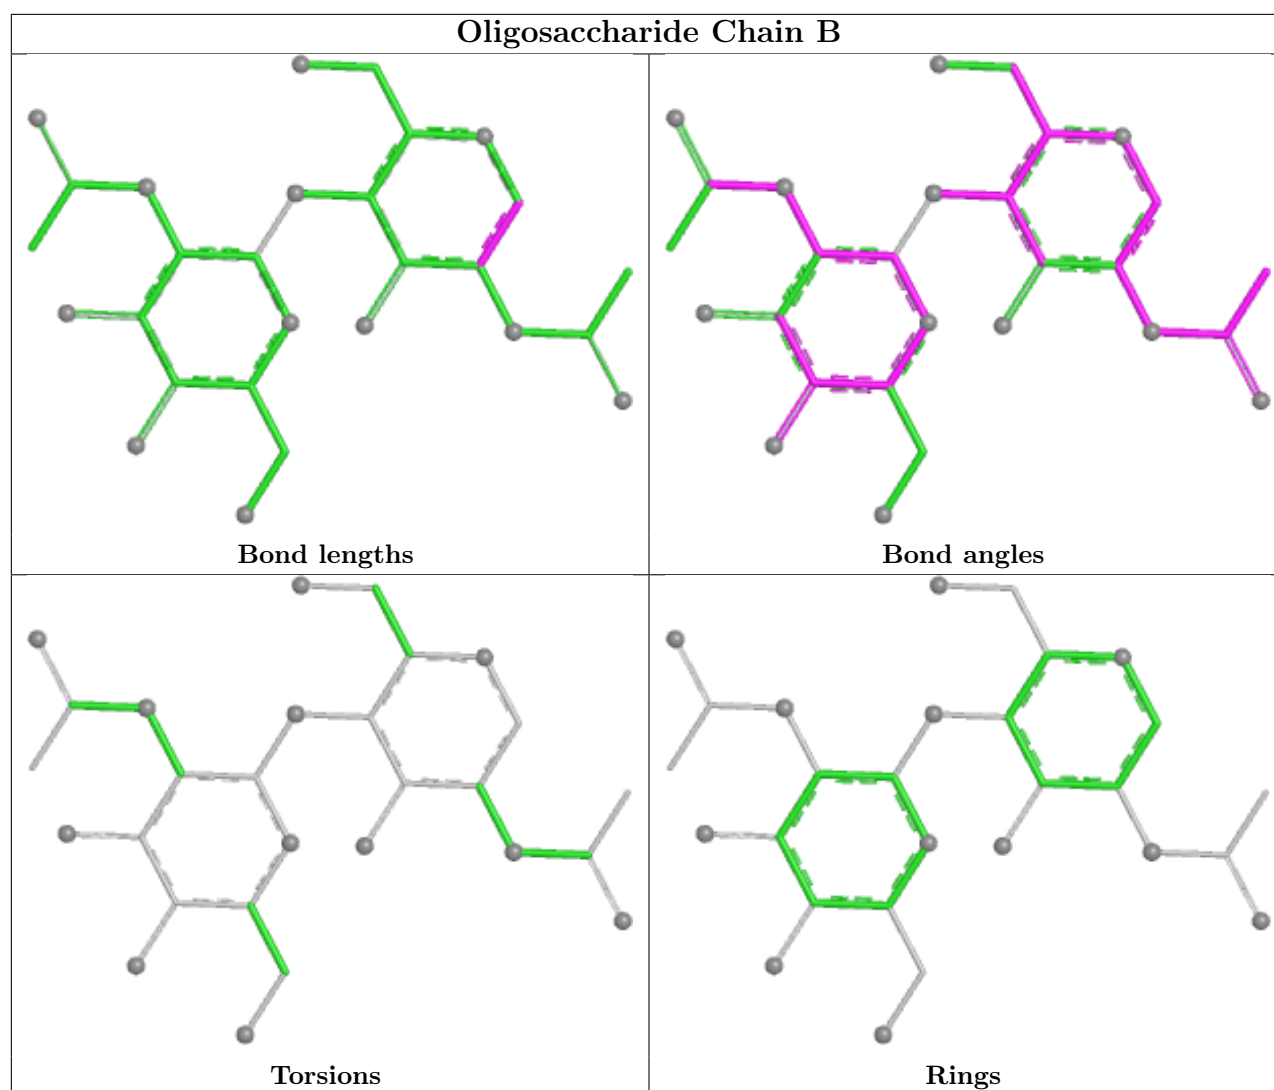 Oligosaccharide Chain B
Bond lengths
Bond angles
Torsions
Rings